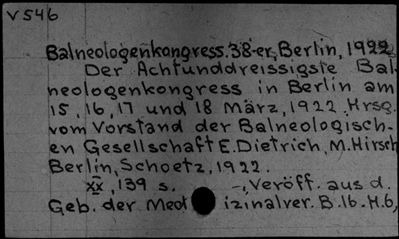 V546
Balneologenkongress.38-er, Berlin, 1922
Der Achtunddreissigste Bal-
neologenkongress in Berlin am
15, 16, 17 und 18 März, 1922. Hrsg.
vom Vorstand der Balneologisch-
en Gesellschaft E. Dietrich, M. Hirsch
Berlin, Schoetz, 1922.
xx, 139 s. -, Veröff. aus d.
Geb. der Med izinalver. B.16. H.6,